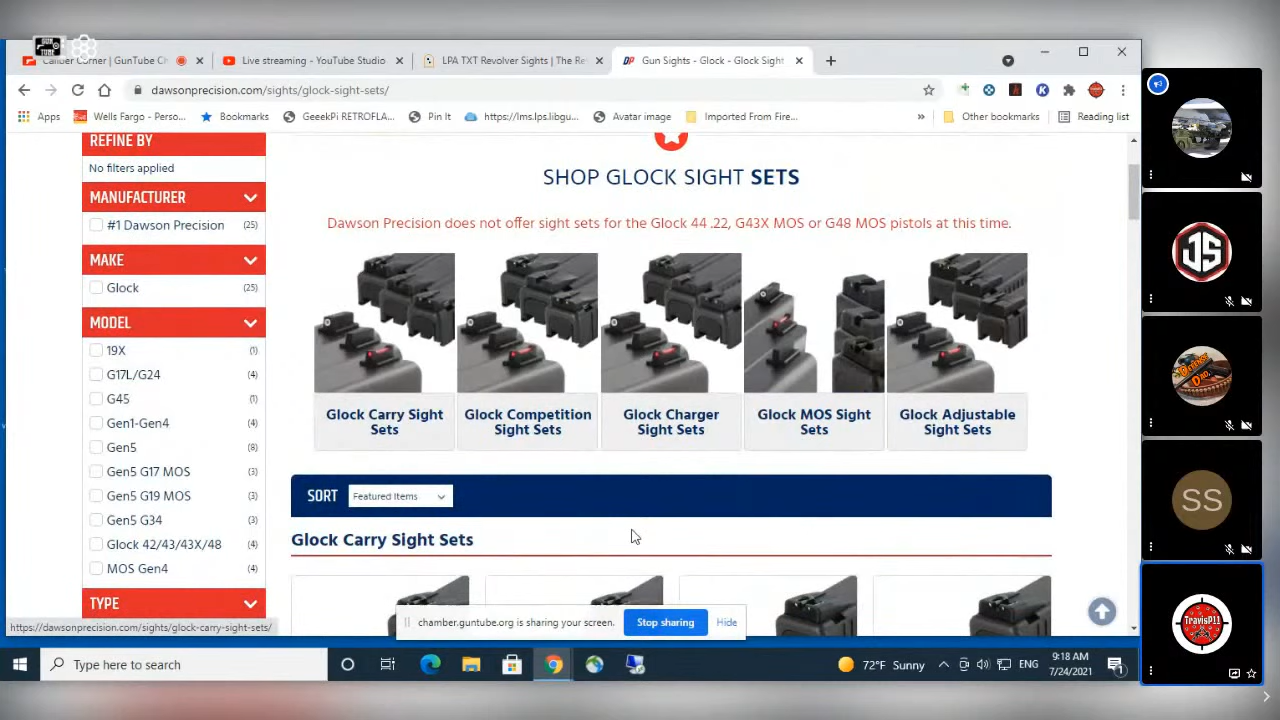 GUN TUBE
Caliber Corner | GunTube Ch
Live streaming - YouTube Studio
LPA TXT Revolver Sights | The Re
DP Gun Sights - Glock - Glock Sight
dawsonprecision.com/sights/glock-sight-sets/
Apps
Wells Fargo - Perso...
Bookmarks
GeeekPi RETROFLA...
Pin It
https://lms.lps.libgu...
Avatar image
Imported From Fire...
»
Other bookmarks
Reading list
REFINE BY
No filters applied
MANUFACTURER
#1 Dawson Precision (25)
MAKE
Glock (25)
MODEL
19X (1)
G17L/G24 (4)
G45 (1)
Gen1-Gen4 (4)
Gen5 (8)
Gen5 G17 MOS (3)
Gen5 G19 MOS (3)
Gen5 G34 (3)
Glock 42/43/43X/48 (4)
MOS Gen4 (4)
TYPE
https://dawsonprecision.com/sights/glock-carry-sight-sets/
SHOP GLOCK SIGHT SETS
Dawson Precision does not offer sight sets for the Glock 44 .22, G43X MOS or G48 MOS pistols at this time.
Glock Carry Sight Sets
Glock Competition Sight Sets
Glock Charger Sight Sets
Glock MOS Sight Sets
Glock Adjustable Sight Sets
SORT
Featured Items
Glock Carry Sight Sets
chamber.guntube.org is sharing your screen.
Stop sharing
Hide
Type here to search
72°F Sunny
ENG
9:18 AM
7/24/2021
1
JS
DEFENSE DAD
SS
TravisP11